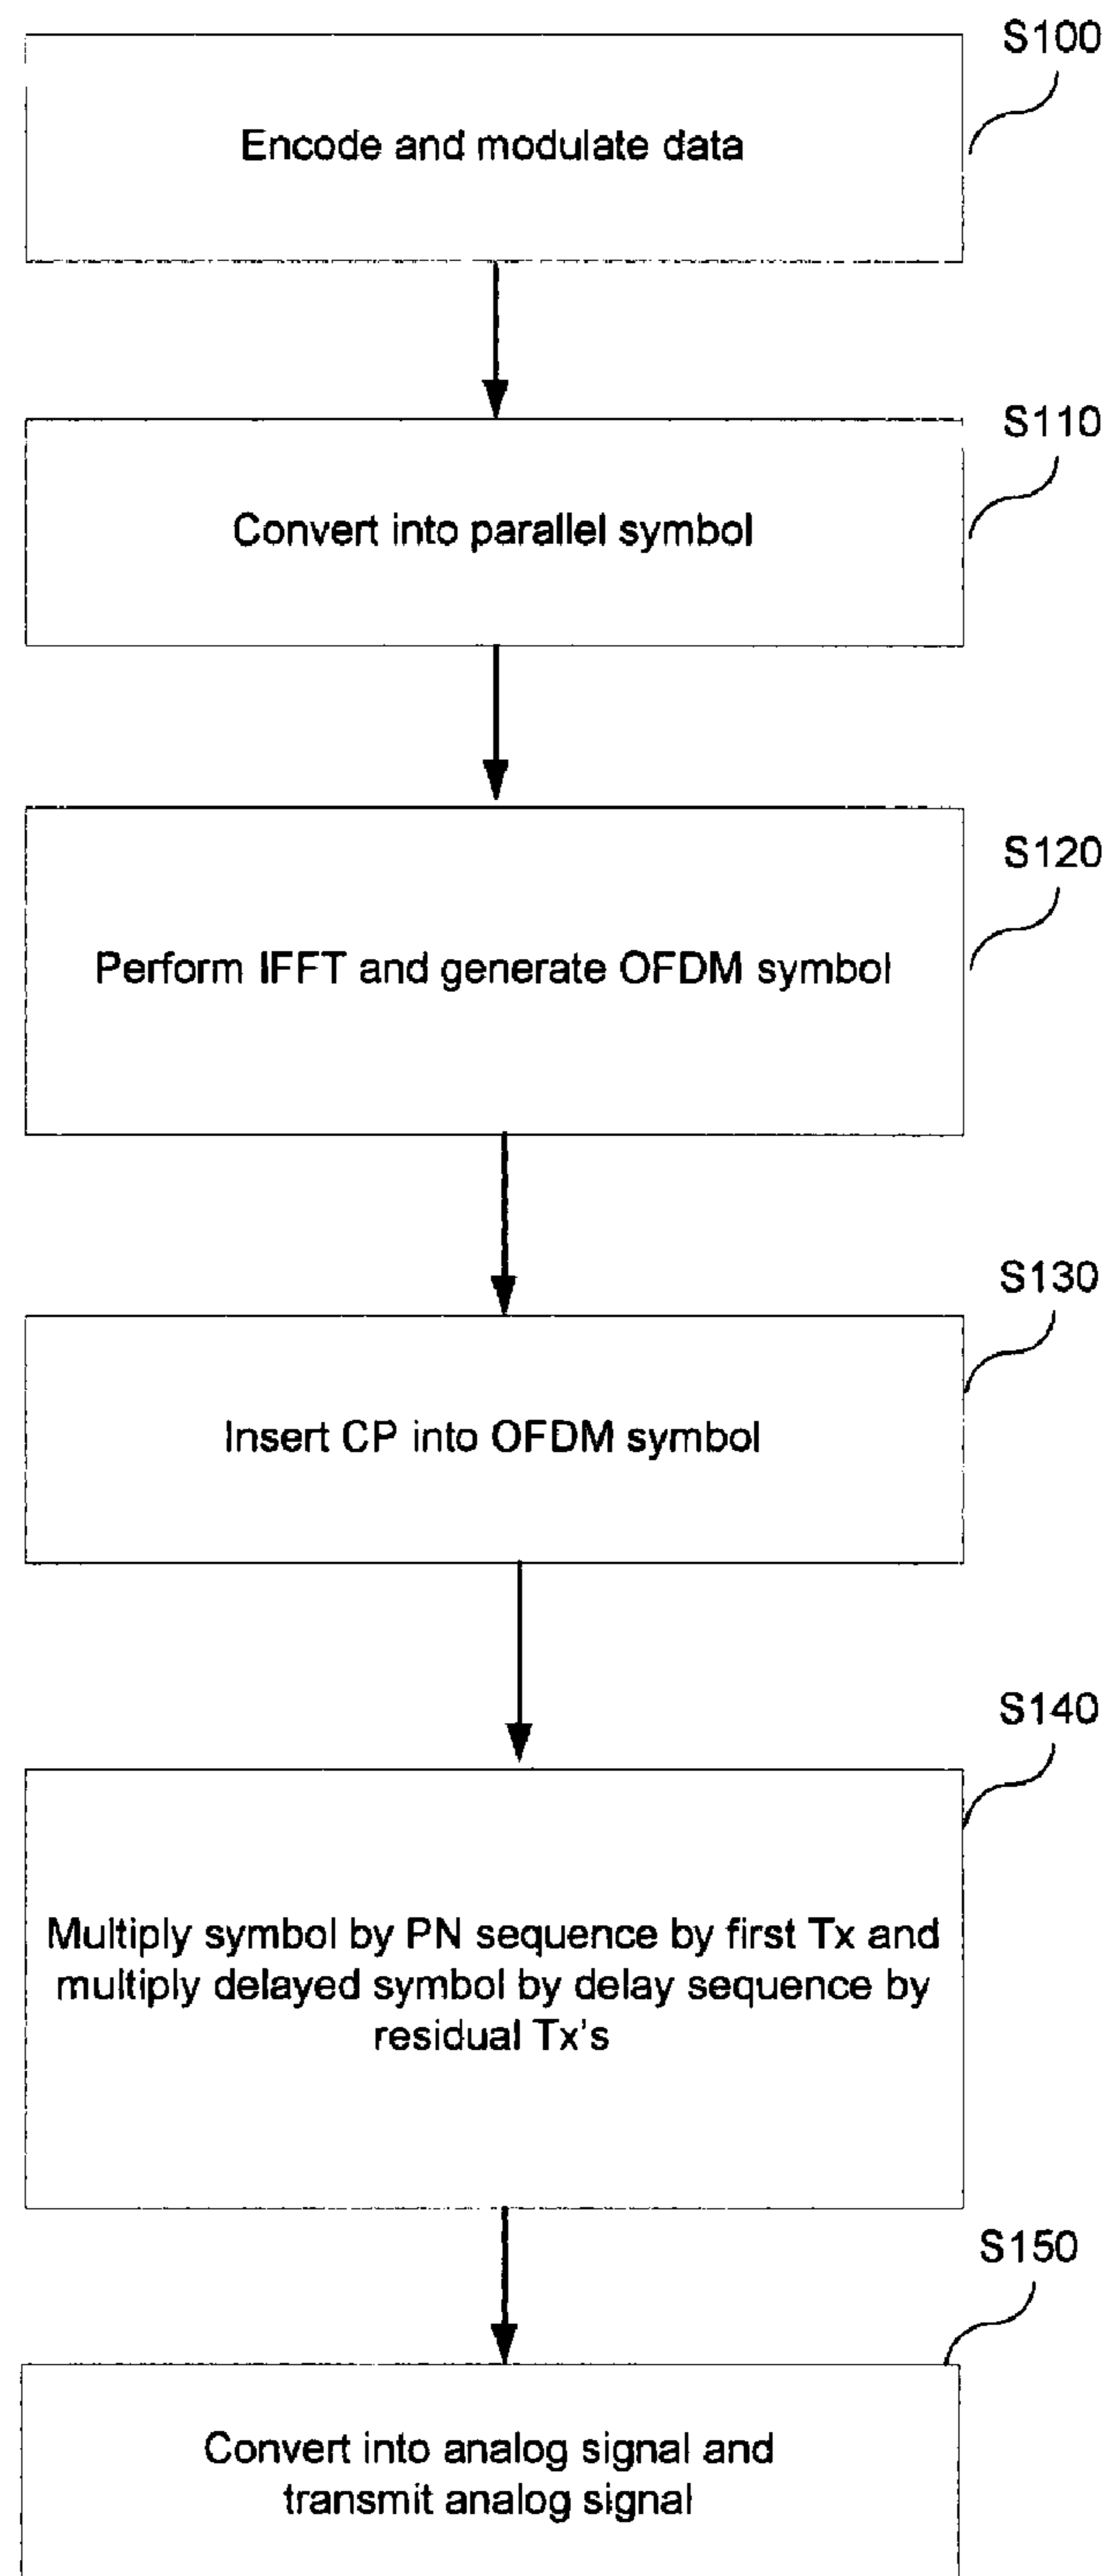 S100
Encode and modulate data
S110
Convert into parallel symbol
S120
Perform IFFT and generate OFDM symbol
S130
Insert CP into OFDM symbol
S140
Multiply symbol by PN sequence by first Tx and
multiply delayed symbol by delay sequence by
residual Tx's
S150
Convert into analog signal and
transmit analog signal